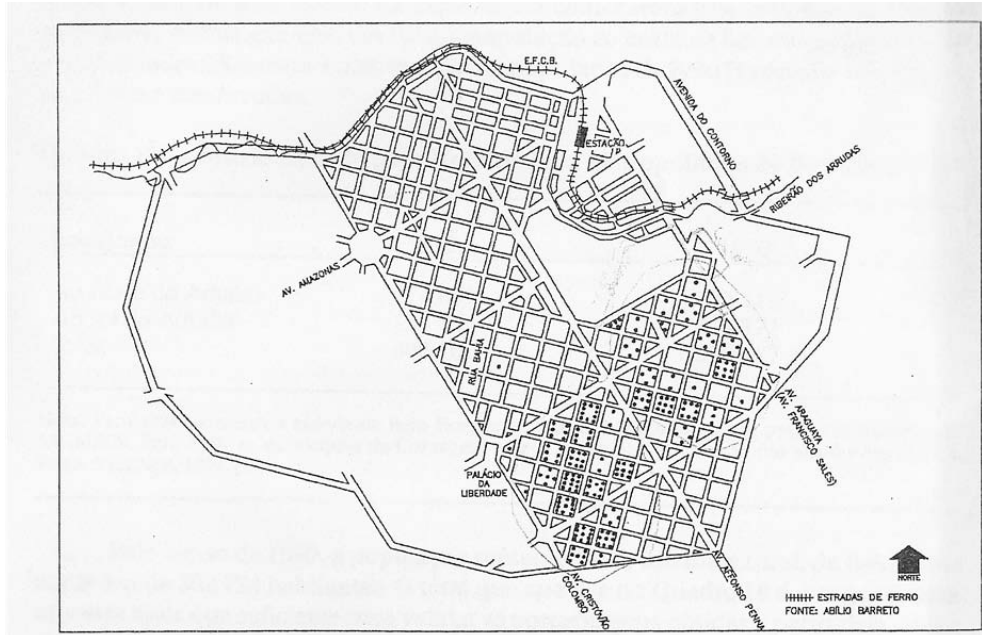 E.F.C.B.
AVENIDA DO CONTORNO
ESTAÇÃO
RIBEIRÃO DOS ARRUDAS
AV. AMAZONAS
RUA BAHIA
AV. ARAGUAYA
(AV. FRANCISCO SALES)
PALÁCIO
DA
LIBERDADE
AV. CRISTOVÃO
COLOMBO
AV. AFONSO PENNA
NORTE
ESTRADAS DE FERRO
FONTE: ABÍLIO BARRETO